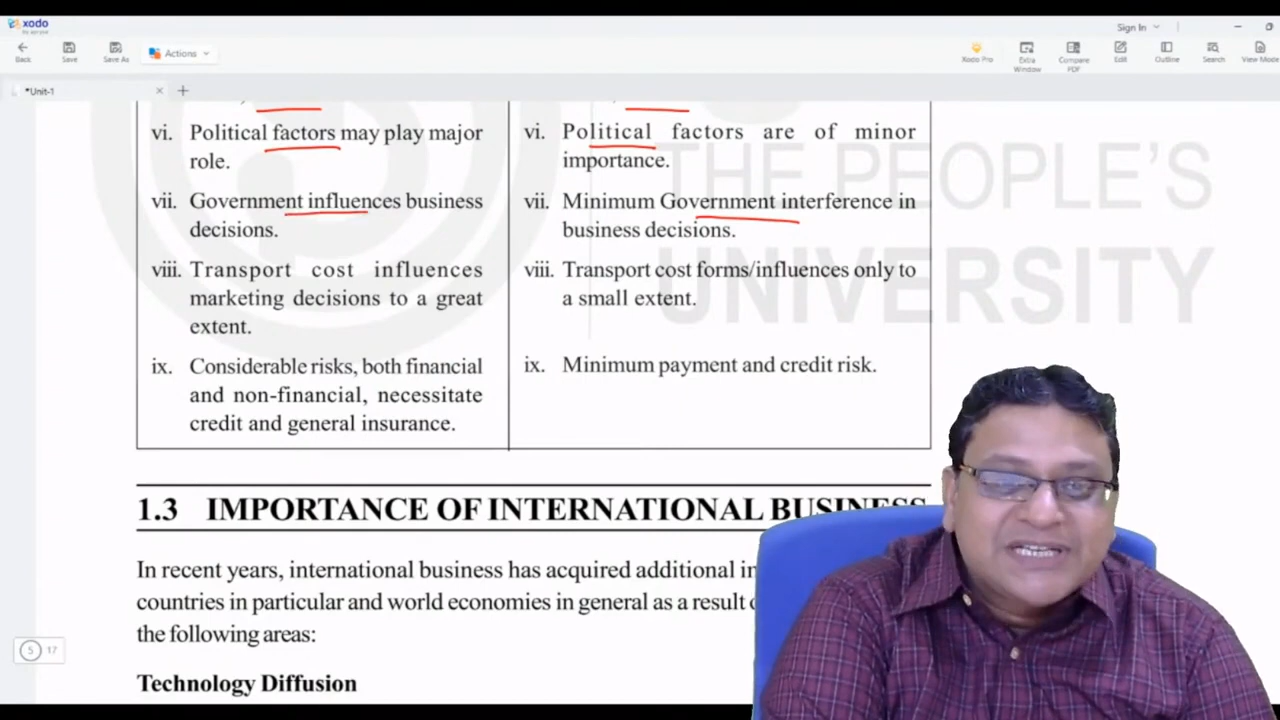 xodo
by apryse
Sign In
Back
Save
Save As
Actions
Xodo Pro
Extra Window
Compare PDF
Edit
Outline
Search
View Mode
*Unit-1
vi. Political factors may play major
role.
vii. Government influences business
decisions.
viii. Transport cost influences
marketing decisions to a great
extent.
ix. Considerable risks, both financial
and non-financial, necessitate
credit and general insurance.
vi. Political factors are of minor
importance.
vii. Minimum Government interference in
business decisions.
viii. Transport cost forms/influences only to
a small extent.
ix. Minimum payment and credit risk.
THE PEOPLE'S
UNIVERSITY
1.3 IMPORTANCE OF INTERNATIONAL BUSINESS
In recent years, international business has acquired additional
countries in particular and world economies in general as a result
the following areas:
5 17
Technology Diffusion